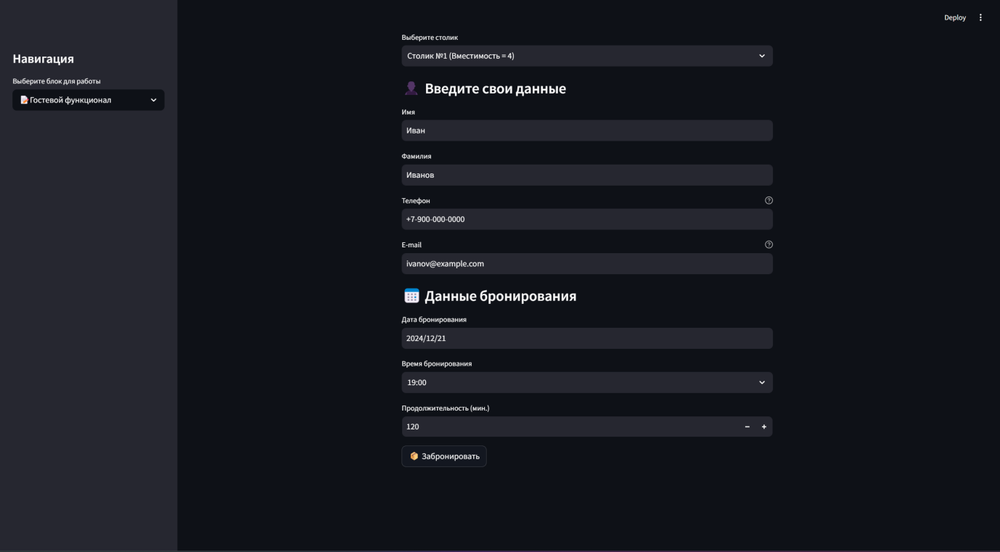 Deploy
Навигация
Выберите блок для работы
📝Гостевой функционал
Выберите столик
Столик №1 (Вместимость = 4)
👤 Введите свои данные
Имя
Иван
Фамилия
Иванов
Телефон
+7-900-000-0000
E-mail
ivanov@example.com
📅 Данные бронирования
Дата бронирования
2024/12/21
Время бронирования
19:00
Продолжительность (мин.)
120
📦 Забронировать